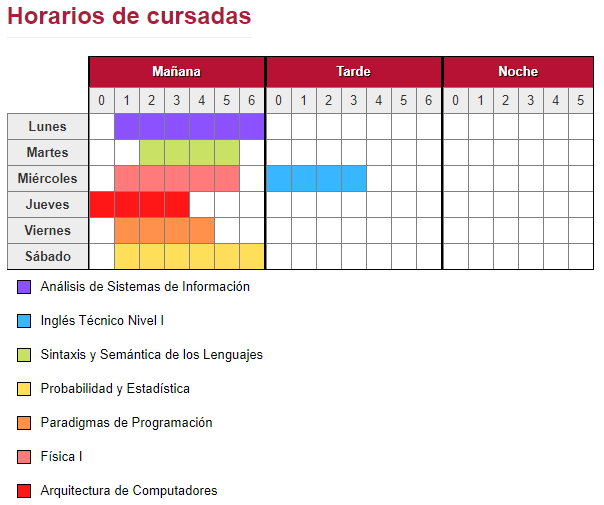 Horarios de cursadas
Mañana Tarde Noche
0 1 2 3 4 5 6 0 1 2 3 4 5 6 0 1 2 3 4 5
Lunes
Martes
Miércoles
Jueves
Viernes
Sábado
Análisis de Sistemas de Información
Inglés Técnico Nivel I
Sintaxis y Semántica de los Lenguajes
Probabilidad y Estadística
Paradigmas de Programación
Física I
Arquitectura de Computadores